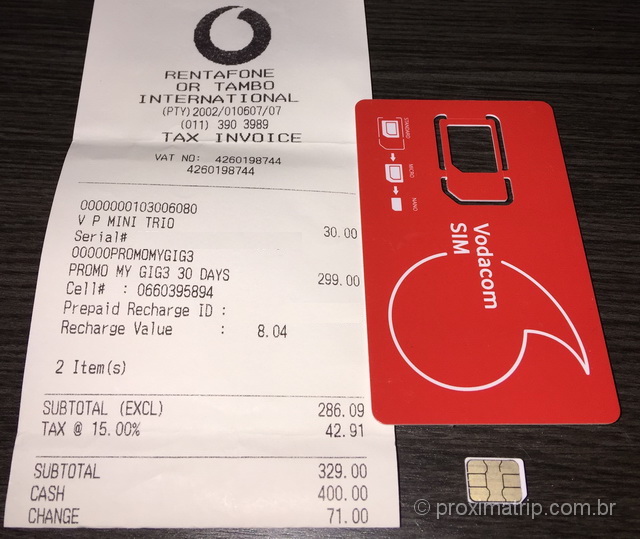 RENTAFONE
OR TAMBO
INTERNATIONAL
(PTY) 2002/010607/07
(011) 390 3989
TAX INVOICE
VAT NO: 4260198744
4260198744
0000000103006080
V P MINI TRIO 30.00
Serial#
00000PROMOMYGIG3
PROMO MY GIG3 30 DAYS 299.00
Cell# : 0660395894
Prepaid Recharge ID :
Recharge Value : 8.04
2 Item(s)
SUBTOTAL (EXCL) 286.09
TAX @ 15.00% 42.91
SUBTOTAL 329.00
CASH 400.00
CHANGE 71.00
STANDARD
MICRO
NANO
Vodacom
SIM
© proximatrip.com.br